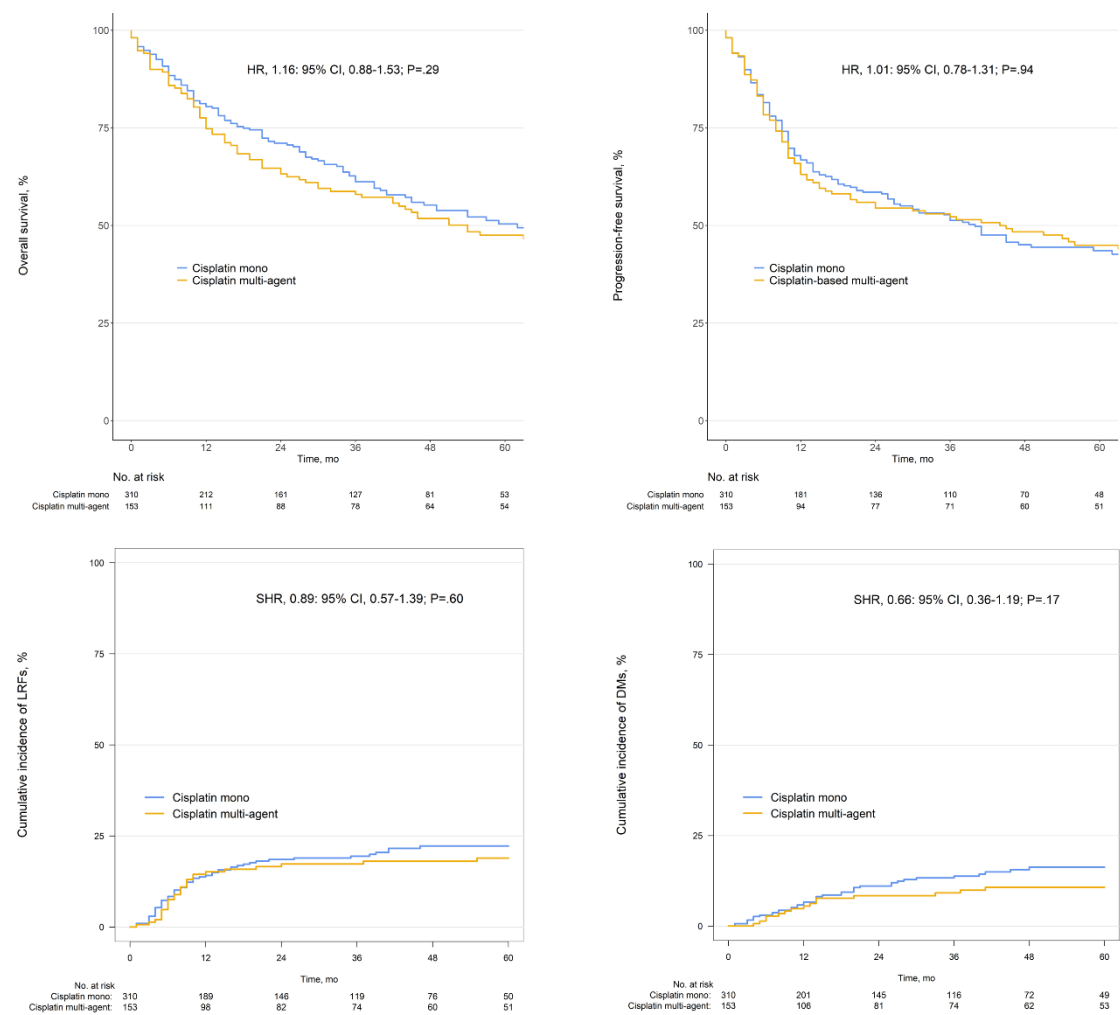 Overall survival, %
100
75
50
25
0
HR, 1.16: 95% CI, 0.88-1.53; P=.29
Cisplatin mono
Cisplatin multi-agent
0 12 24 36 48 60
Time, mo
No. at risk
Cisplatin mono 310 212 161 127 81 53
Cisplatin multi-agent 153 111 88 78 64 54
Progression-free survival, %
100
75
50
25
0
HR, 1.01: 95% CI, 0.78-1.31; P=.94
Cisplatin mono
Cisplatin-based multi-agent
0 12 24 36 48 60
Time, mo
No. at risk
Cisplatin mono 310 181 136 110 70 48
Cisplatin multi-agent 153 94 77 71 60 51
Cumulative incidence of LRFs, %
100
75
50
25
0
SHR, 0.89: 95% CI, 0.57-1.39; P=.60
Cisplatin mono
Cisplatin multi-agent
0 12 24 36 48 60
Time, mo
No. at risk
Cisplatin mono: 310 189 146 119 76 50
Cisplatin multi-agent: 153 98 82 74 60 51
Cumulative incidence of DMs, %
100
75
50
25
0
SHR, 0.66: 95% CI, 0.36-1.19; P=.17
Cisplatin mono
Cisplatin multi-agent
0 12 24 36 48 60
Time, mo
No. at risk
Cisplatin mono: 310 201 145 116 72 49
Cisplatin multi-agent: 153 106 81 74 62 53